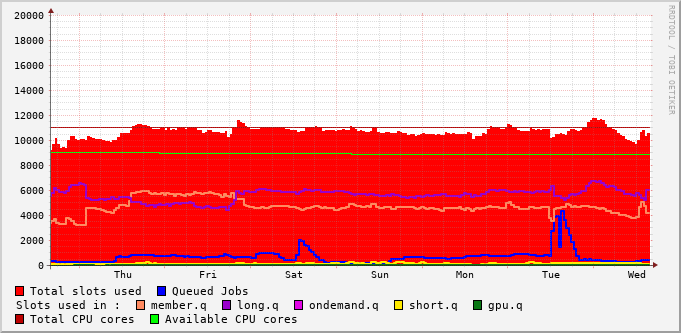 RRDTOOL / TOBI OETIKER
20000
18000
16000
14000
12000
10000
8000
6000
4000
2000
0
Thu Fri Sat Sun Mon Tue Wed
Total slots used Queued Jobs
Slots used in : member.q long.q ondemand.q short.q gpu.q
Total CPU cores Available CPU cores